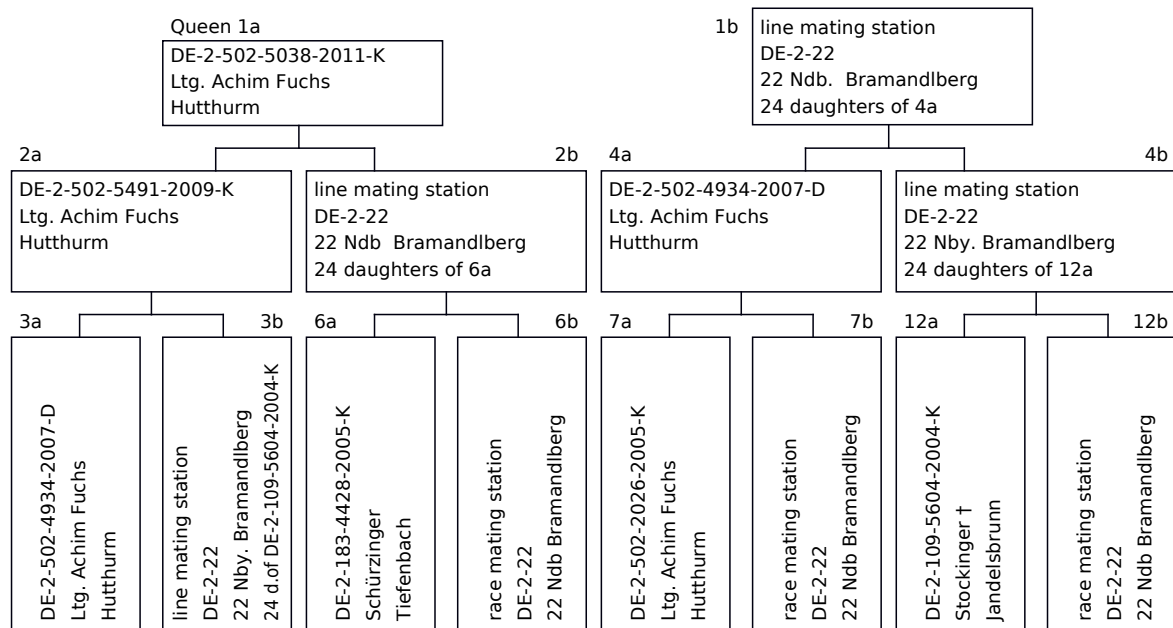 Queen 1a
DE-2-502-5038-2011-K
Ltg. Achim Fuchs
Hutthurm
1b
line mating station
DE-2-22
22 Ndb. Bramandlberg
24 daughters of 4a
2a
DE-2-502-5491-2009-K
Ltg. Achim Fuchs
Hutthurm
2b
line mating station
DE-2-22
22 Ndb Bramandlberg
24 daughters of 6a
4a
DE-2-502-4934-2007-D
Ltg. Achim Fuchs
Hutthurm
4b
line mating station
DE-2-22
22 Nby. Bramandlberg
24 daughters of 12a
3a
DE-2-502-4934-2007-D
Ltg. Achim Fuchs
Hutthurm
3b
line mating station
DE-2-22
22 Nby. Bramandlberg
24 d.of DE-2-109-5604-2004-K
6a
DE-2-183-4428-2005-K
Schürzinger
Tiefenbach
6b
race mating station
DE-2-22
22 Ndb Bramandlberg
7a
DE-2-502-2026-2005-K
Ltg. Achim Fuchs
Hutthurm
7b
race mating station
DE-2-22
22 Ndb Bramandlberg
12a
DE-2-109-5604-2004-K
Stockinger †
Jandelsbrunn
12b
race mating station
DE-2-22
22 Ndb Bramandlberg